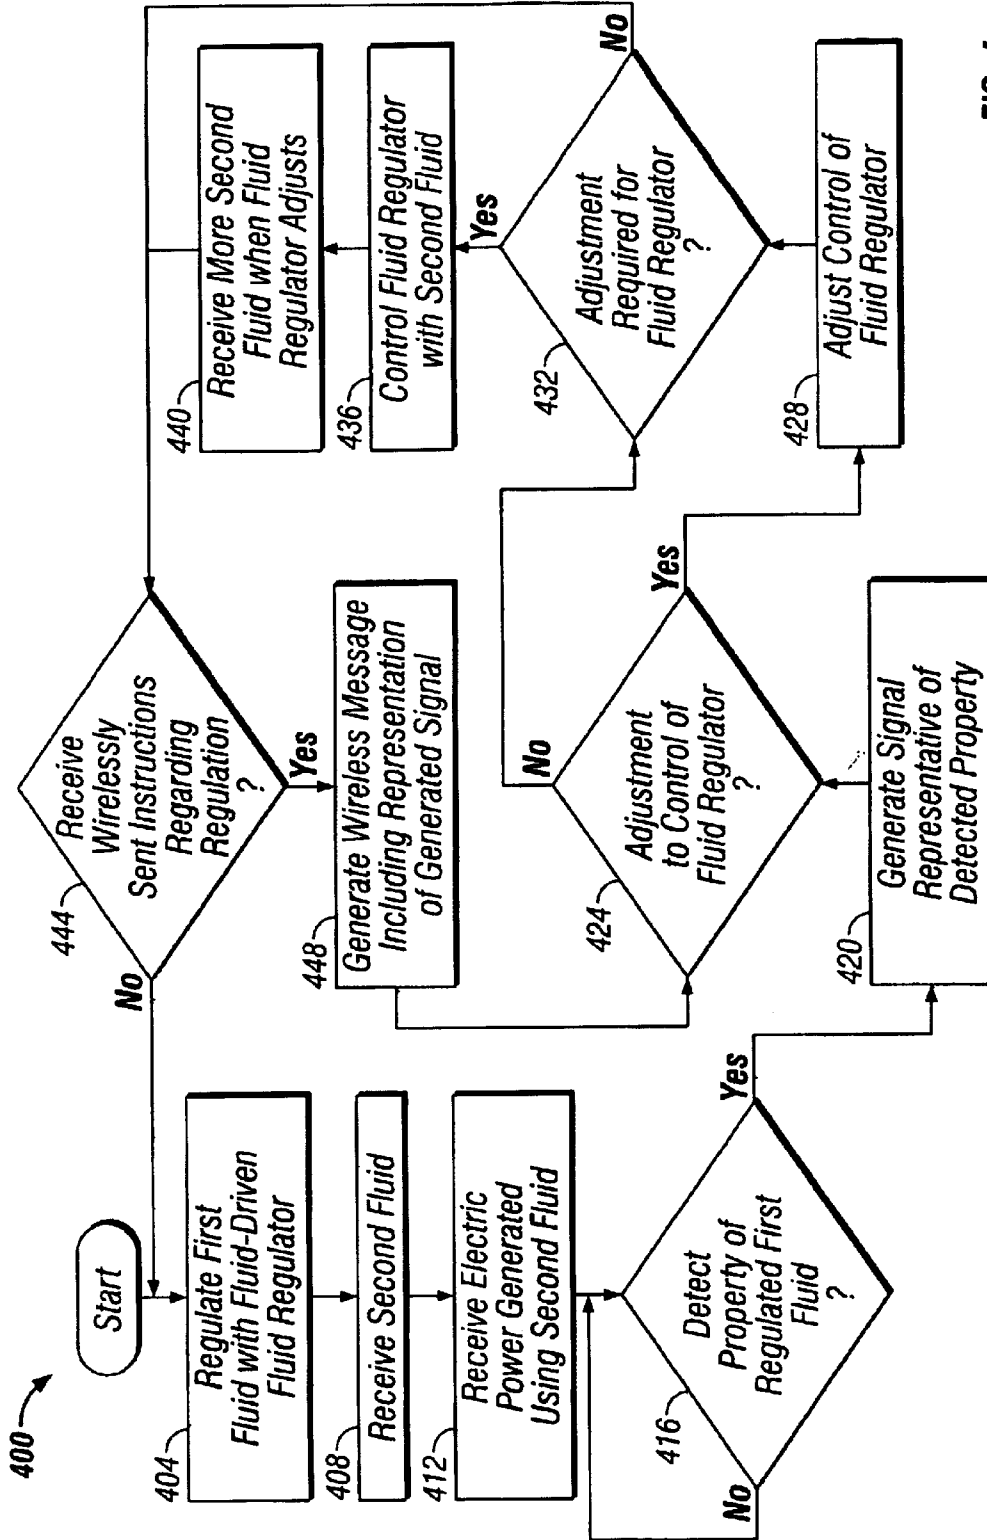 400
Start
404
Regulate First
Fluid with Fluid-Driven
Fluid Regulator
408
Receive Second Fluid
412
Receive Electric
Power Generated
Using Second Fluid
416
Detect
Property of
Regulated First
Fluid
?
No
Yes
420
Generate Signal
Representative of
Detected Property
424
Adjustment
to Control of
Fluid Regulator
?
No
Yes
428
Adjust Control of
Fluid Regulator
432
Adjustment
Required for
Fluid Regulator
?
Yes
No
436
Control Fluid Regulator
with Second Fluid
440
Receive More Second
Fluid when Fluid
Regulator Adjusts
444
Receive
Wirelessly
Sent Instructions
Regarding
Regulation
?
No
Yes
448
Generate Wireless Message
Including Representation
of Generated Signal
FIG.